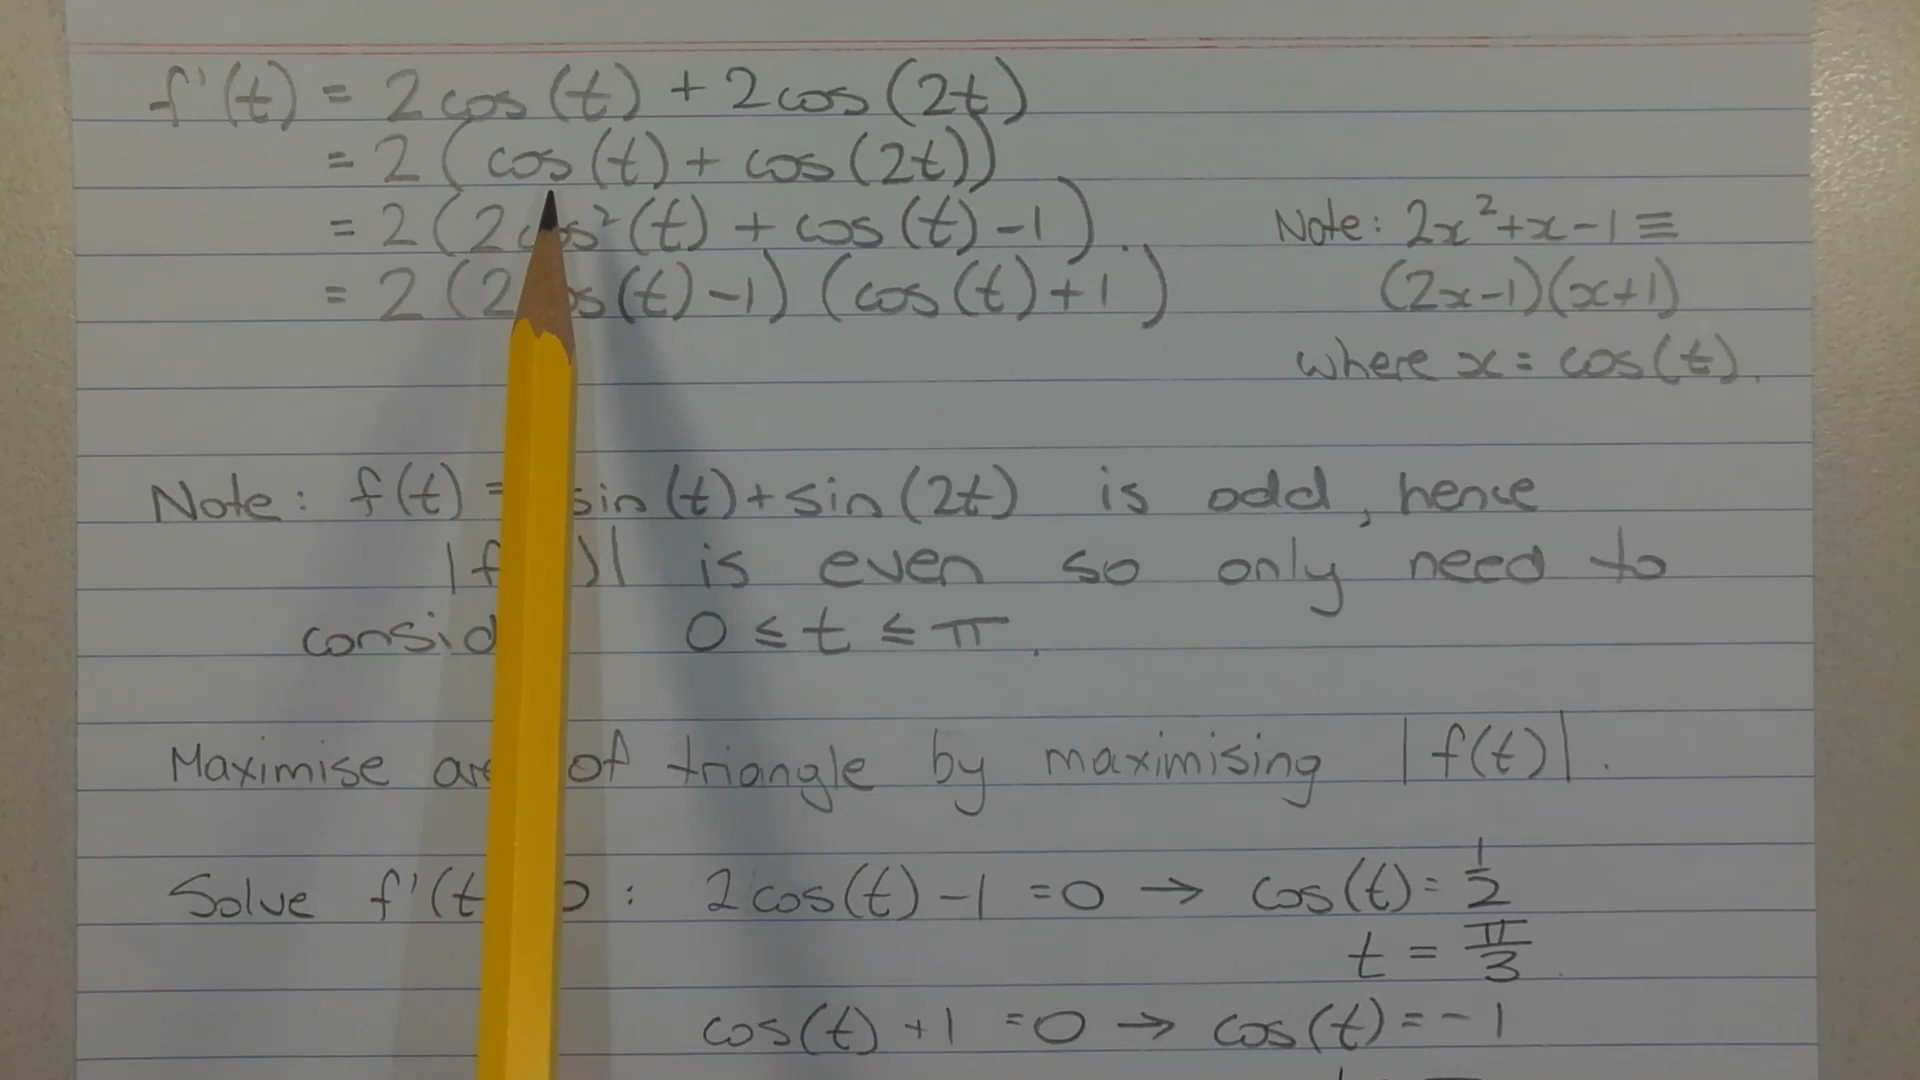 f'(t) = 2cos(t) + 2cos(2t)
= 2(cos(t) + cos(2t))
= 2(2cos²(t) + cos(t) - 1).
= 2(2cos(t) - 1)(cos(t) + 1)
Note: 2x² + x - 1 ≡
(2x-1)(x+1)
where x = cos(t).
Note: f(t) = sin(t) + sin(2t) is odd, hence
|f )| is even so only need to
consid 0 ≤ t ≤ π.
Maximise of triangle by maximising |f(t)|.
Solve f'(t 0 : 2cos(t) - 1 = 0 → cos(t) = 1/2
t = π/3
cos(t) + 1 = 0 → cos(t) = -1